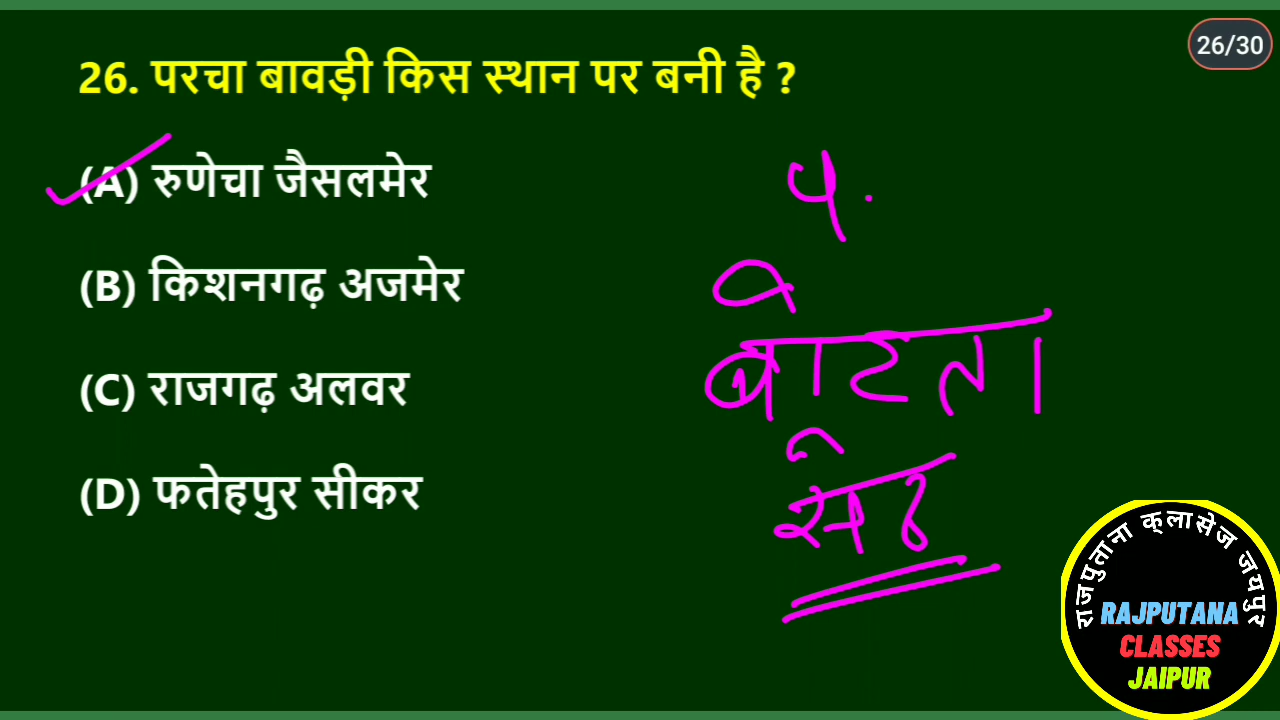 26/30
26. परचा बावड़ी किस स्थान पर बनी है ?
(A) रुणेचा जैसलमेर
(B) किशनगढ़ अजमेर
(C) राजगढ़ अलवर
(D) फतेहपुर सीकर
राजपुताना क्लासेज जयपुर
RAJPUTANA
CLASSES
JAIPUR